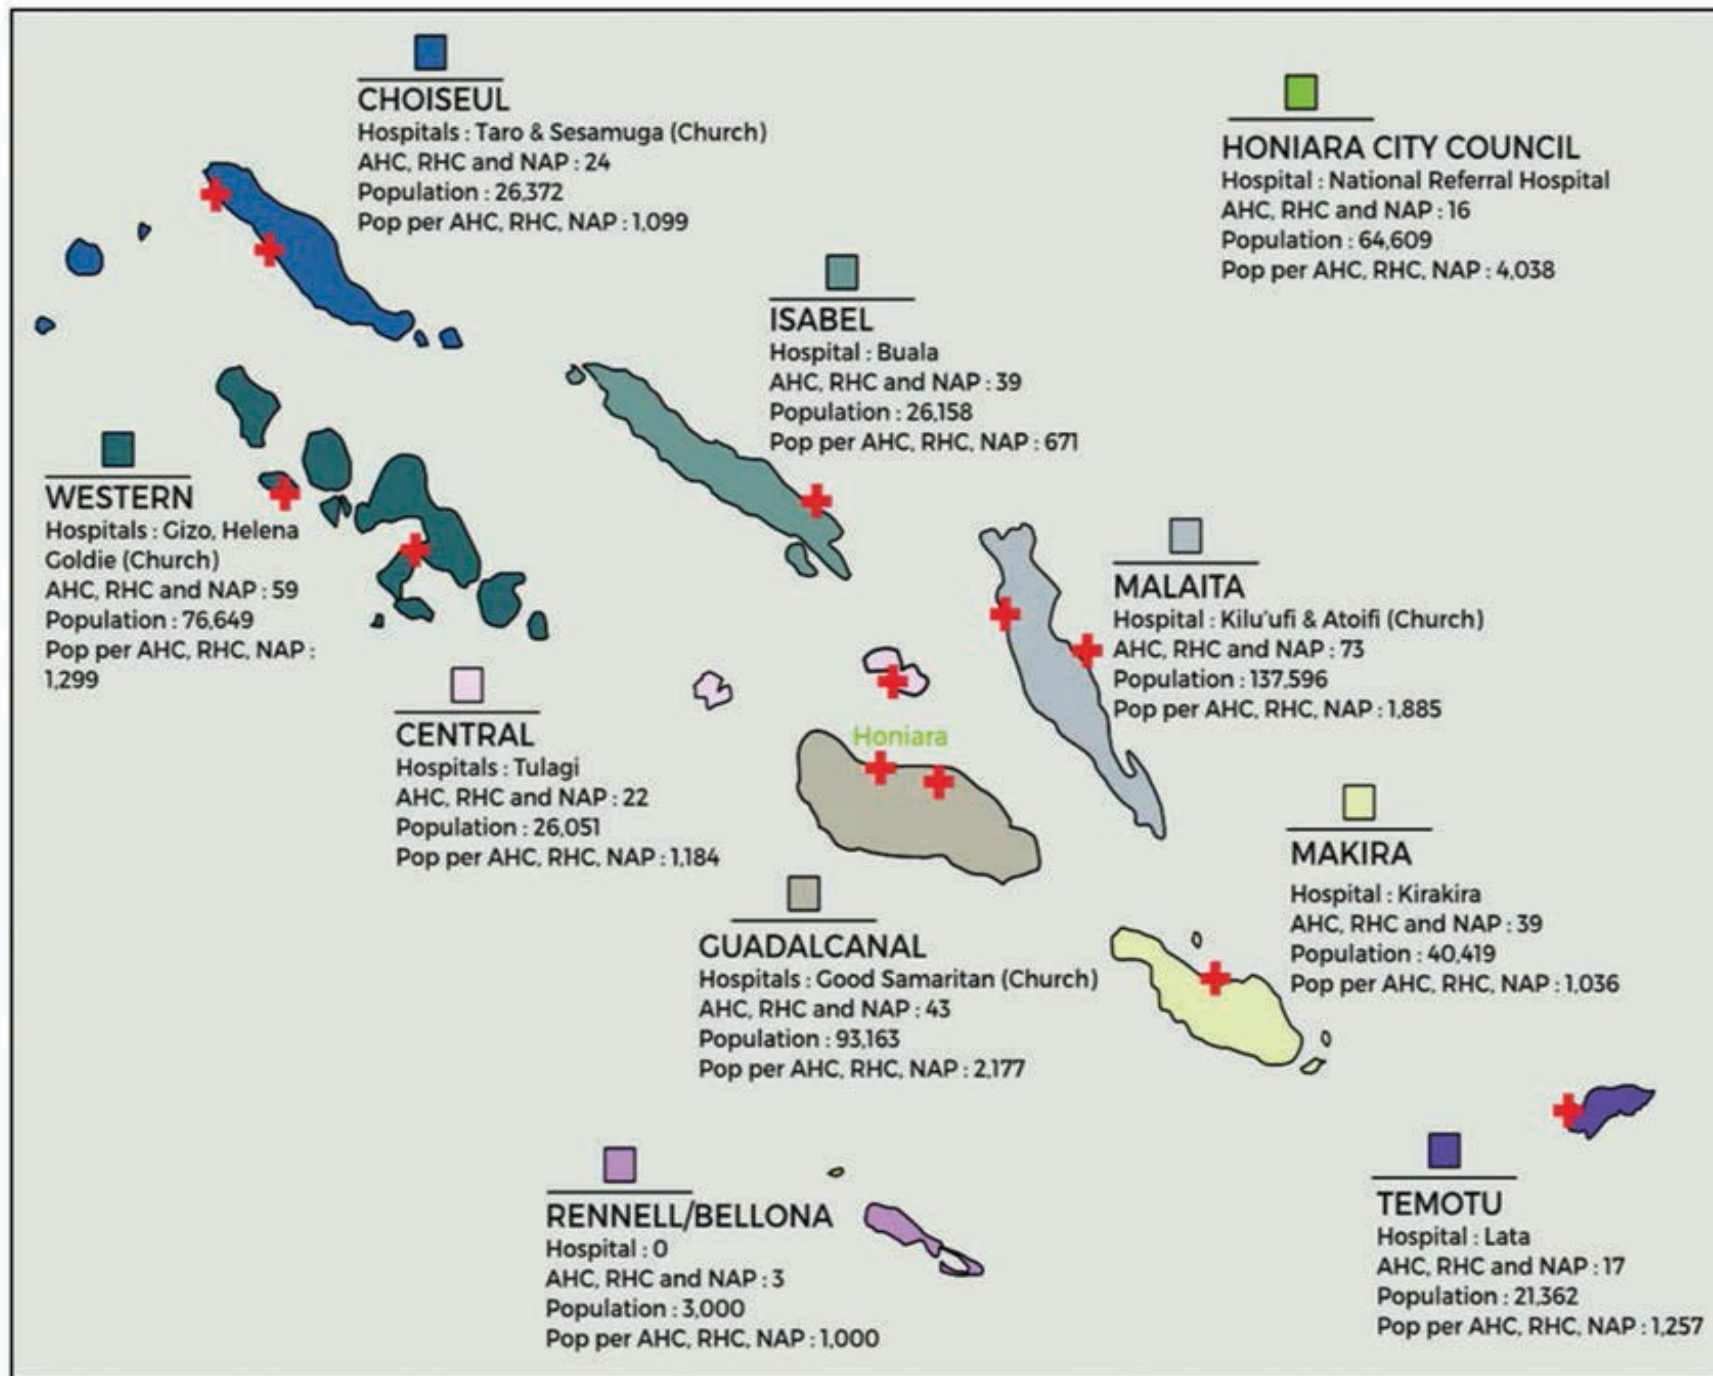 CHOISEUL
Hospitals : Taro & Sesamuga (Church)
AHC, RHC and NAP : 24
Population : 26,372
Pop per AHC, RHC, NAP : 1,099
HONIARA CITY COUNCIL
Hospital : National Referral Hospital
AHC, RHC and NAP : 16
Population : 64,609
Pop per AHC, RHC, NAP : 4,038
ISABEL
Hospital : Buala
AHC, RHC and NAP : 39
Population : 26,158
Pop per AHC, RHC, NAP : 671
WESTERN
Hospitals : Gizo, Helena
Goldie (Church)
AHC, RHC and NAP : 59
Population : 76,649
Pop per AHC, RHC, NAP :
1,299
MALAITA
Hospital : Kilu'ufi & Atoifi (Church)
AHC, RHC and NAP : 73
Population : 137,596
Pop per AHC, RHC, NAP : 1,885
CENTRAL
Hospitals : Tulagi
AHC, RHC and NAP : 22
Population : 26,051
Pop per AHC, RHC, NAP : 1,184
Honiara
MAKIRA
Hospital : Kirakira
AHC, RHC and NAP : 39
Population : 40,419
Pop per AHC, RHC, NAP : 1,036
GUADALCANAL
Hospitals : Good Samaritan (Church)
AHC, RHC and NAP : 43
Population : 93,163
Pop per AHC, RHC, NAP : 2,177
RENNELL/BELLONA
Hospital : 0
AHC, RHC and NAP : 3
Population : 3,000
Pop per AHC, RHC, NAP : 1,000
TEMOTU
Hospital : Lata
AHC, RHC and NAP : 17
Population : 21,362
Pop per AHC, RHC, NAP : 1,257